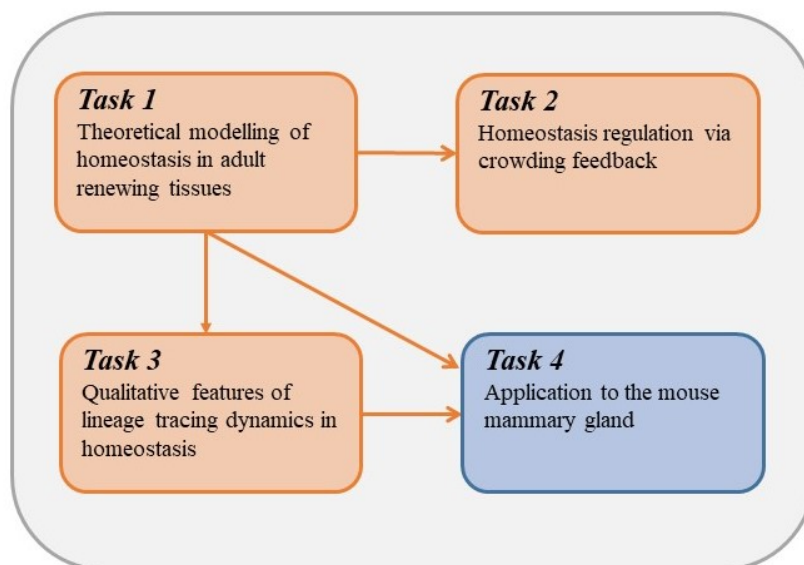 Task 1
Theoretical modelling of
homeostasis in adult
renewing tissues
Task 2
Homeostasis regulation via
crowding feedback
Task 3
Qualitative features of
lineage tracing dynamics in
homeostasis
Task 4
Application to the mouse
mammary gland